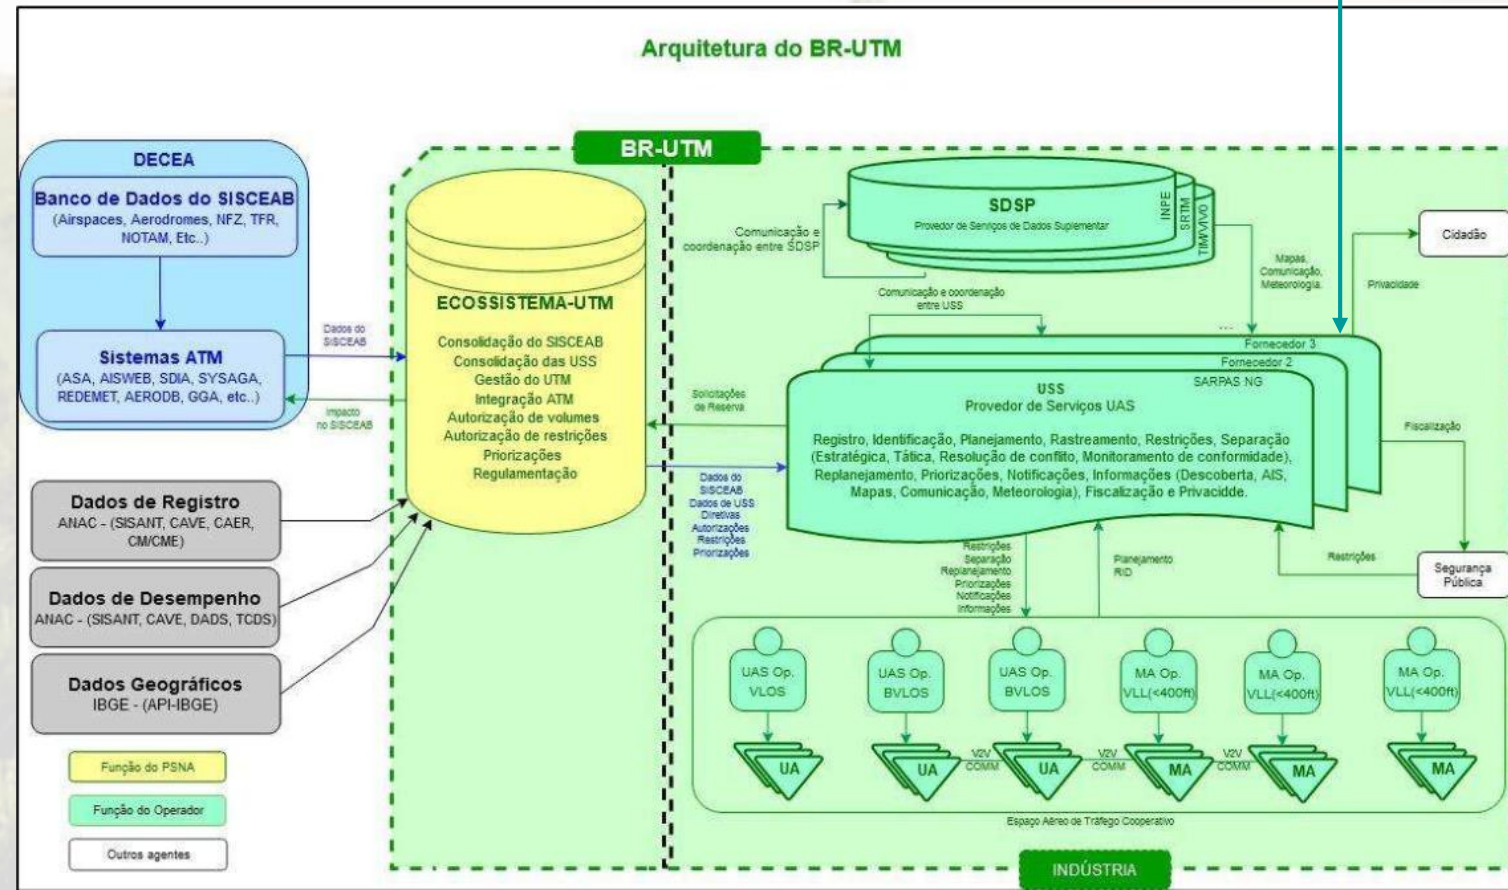 Arquitetura do BR-UTM
BR-UTM
DECEA
Banco de Dados do SISCEAB
(Airspaces, Aerodromes, NFZ, TFR,
NOTAM, Etc..)
Sistemas ATM
(ASA, AISWEB, SDIA, SYSAGA,
REDEMET, AERODB, GGA, etc..)
Dados do
SISCEAB
Impacto
no SISCEAB
Dados de Registro
ANAC - (SISANT, CAVE, CAER,
CM/CME)
Dados de Desempenho
ANAC - (SISANT, CAVE, DADS, TCDS)
Dados Geográficos
IBGE - (API-IBGE)
Função do PSNA
Função do Operador
Outros agentes
ECOSSISTEMA-UTM
Consolidação do SISCEAB
Consolidação das USS
Gestão do UTM
Integração ATM
Autorização de volumes
Autorização de restrições
Priorizações
Regulamentação
Solicitações
de Reserva
Dados do
SISCEAB
Dados de USS
Diretivas
Autorizações
Restrições
Priorizações
SDSP
Provedor de Serviços de Dados Suplementar
INPE
SRTM
TIM/VIVO
Comunicação e
coordenação entre SDSP
Comunicação e coordenação
entre USS
Mapas,
Comunicação,
Meteorologia.
Privacidade
Cidadão
...
Fornecedor 3
Fornecedor 2
SARPAS NG
USS
Provedor de Serviços UAS
Registro, Identificação, Planejamento, Rastreamento, Restrições, Separação
(Estratégica, Tática, Resolução de conflito, Monitoramento de conformidade),
Replanejamento, Priorizações, Notificações, Informações (Descoberta, AIS,
Mapas, Comunicação, Meteorologia), Fiscalização e Privacidde.
Fiscalização
Restrições
Segurança
Pública
Restrições
Separação
Replanejamento
Priorizações
Notificações
Informações
Planejamento
RID
UAS Op.
VLOS
UAS Op.
BVLOS
UAS Op.
BVLOS
MA Op.
VLL(<400ft)
MA Op.
VLL(<400ft)
MA Op.
VLL(<400ft)
UA
UA
V2V
COMM
UA
V2V
COMM
MA
V2V
COMM
MA
MA
Espaço Aéreo de Tráfego Cooperativo
INDÚSTRIA